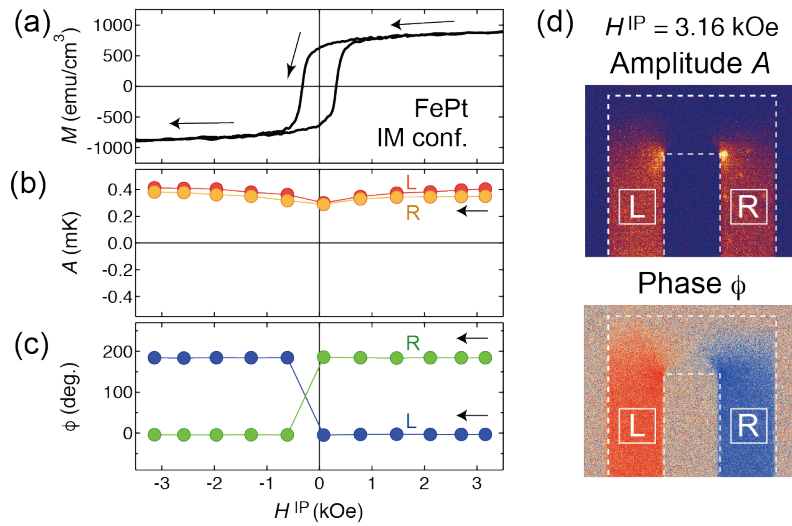 (a)
M (emu/cm³)
1000
500
0
-500
-1000
FePt
IM conf.
(b)
A (mK)
0.4
0.2
0.0
-0.2
-0.4
L
R
(c)
ϕ (deg.)
200
100
0
R
L
-3 -2 -1 0 1 2 3
H^IP (kOe)
(d)
H^IP = 3.16 kOe
Amplitude A
L R
Phase ϕ
L R